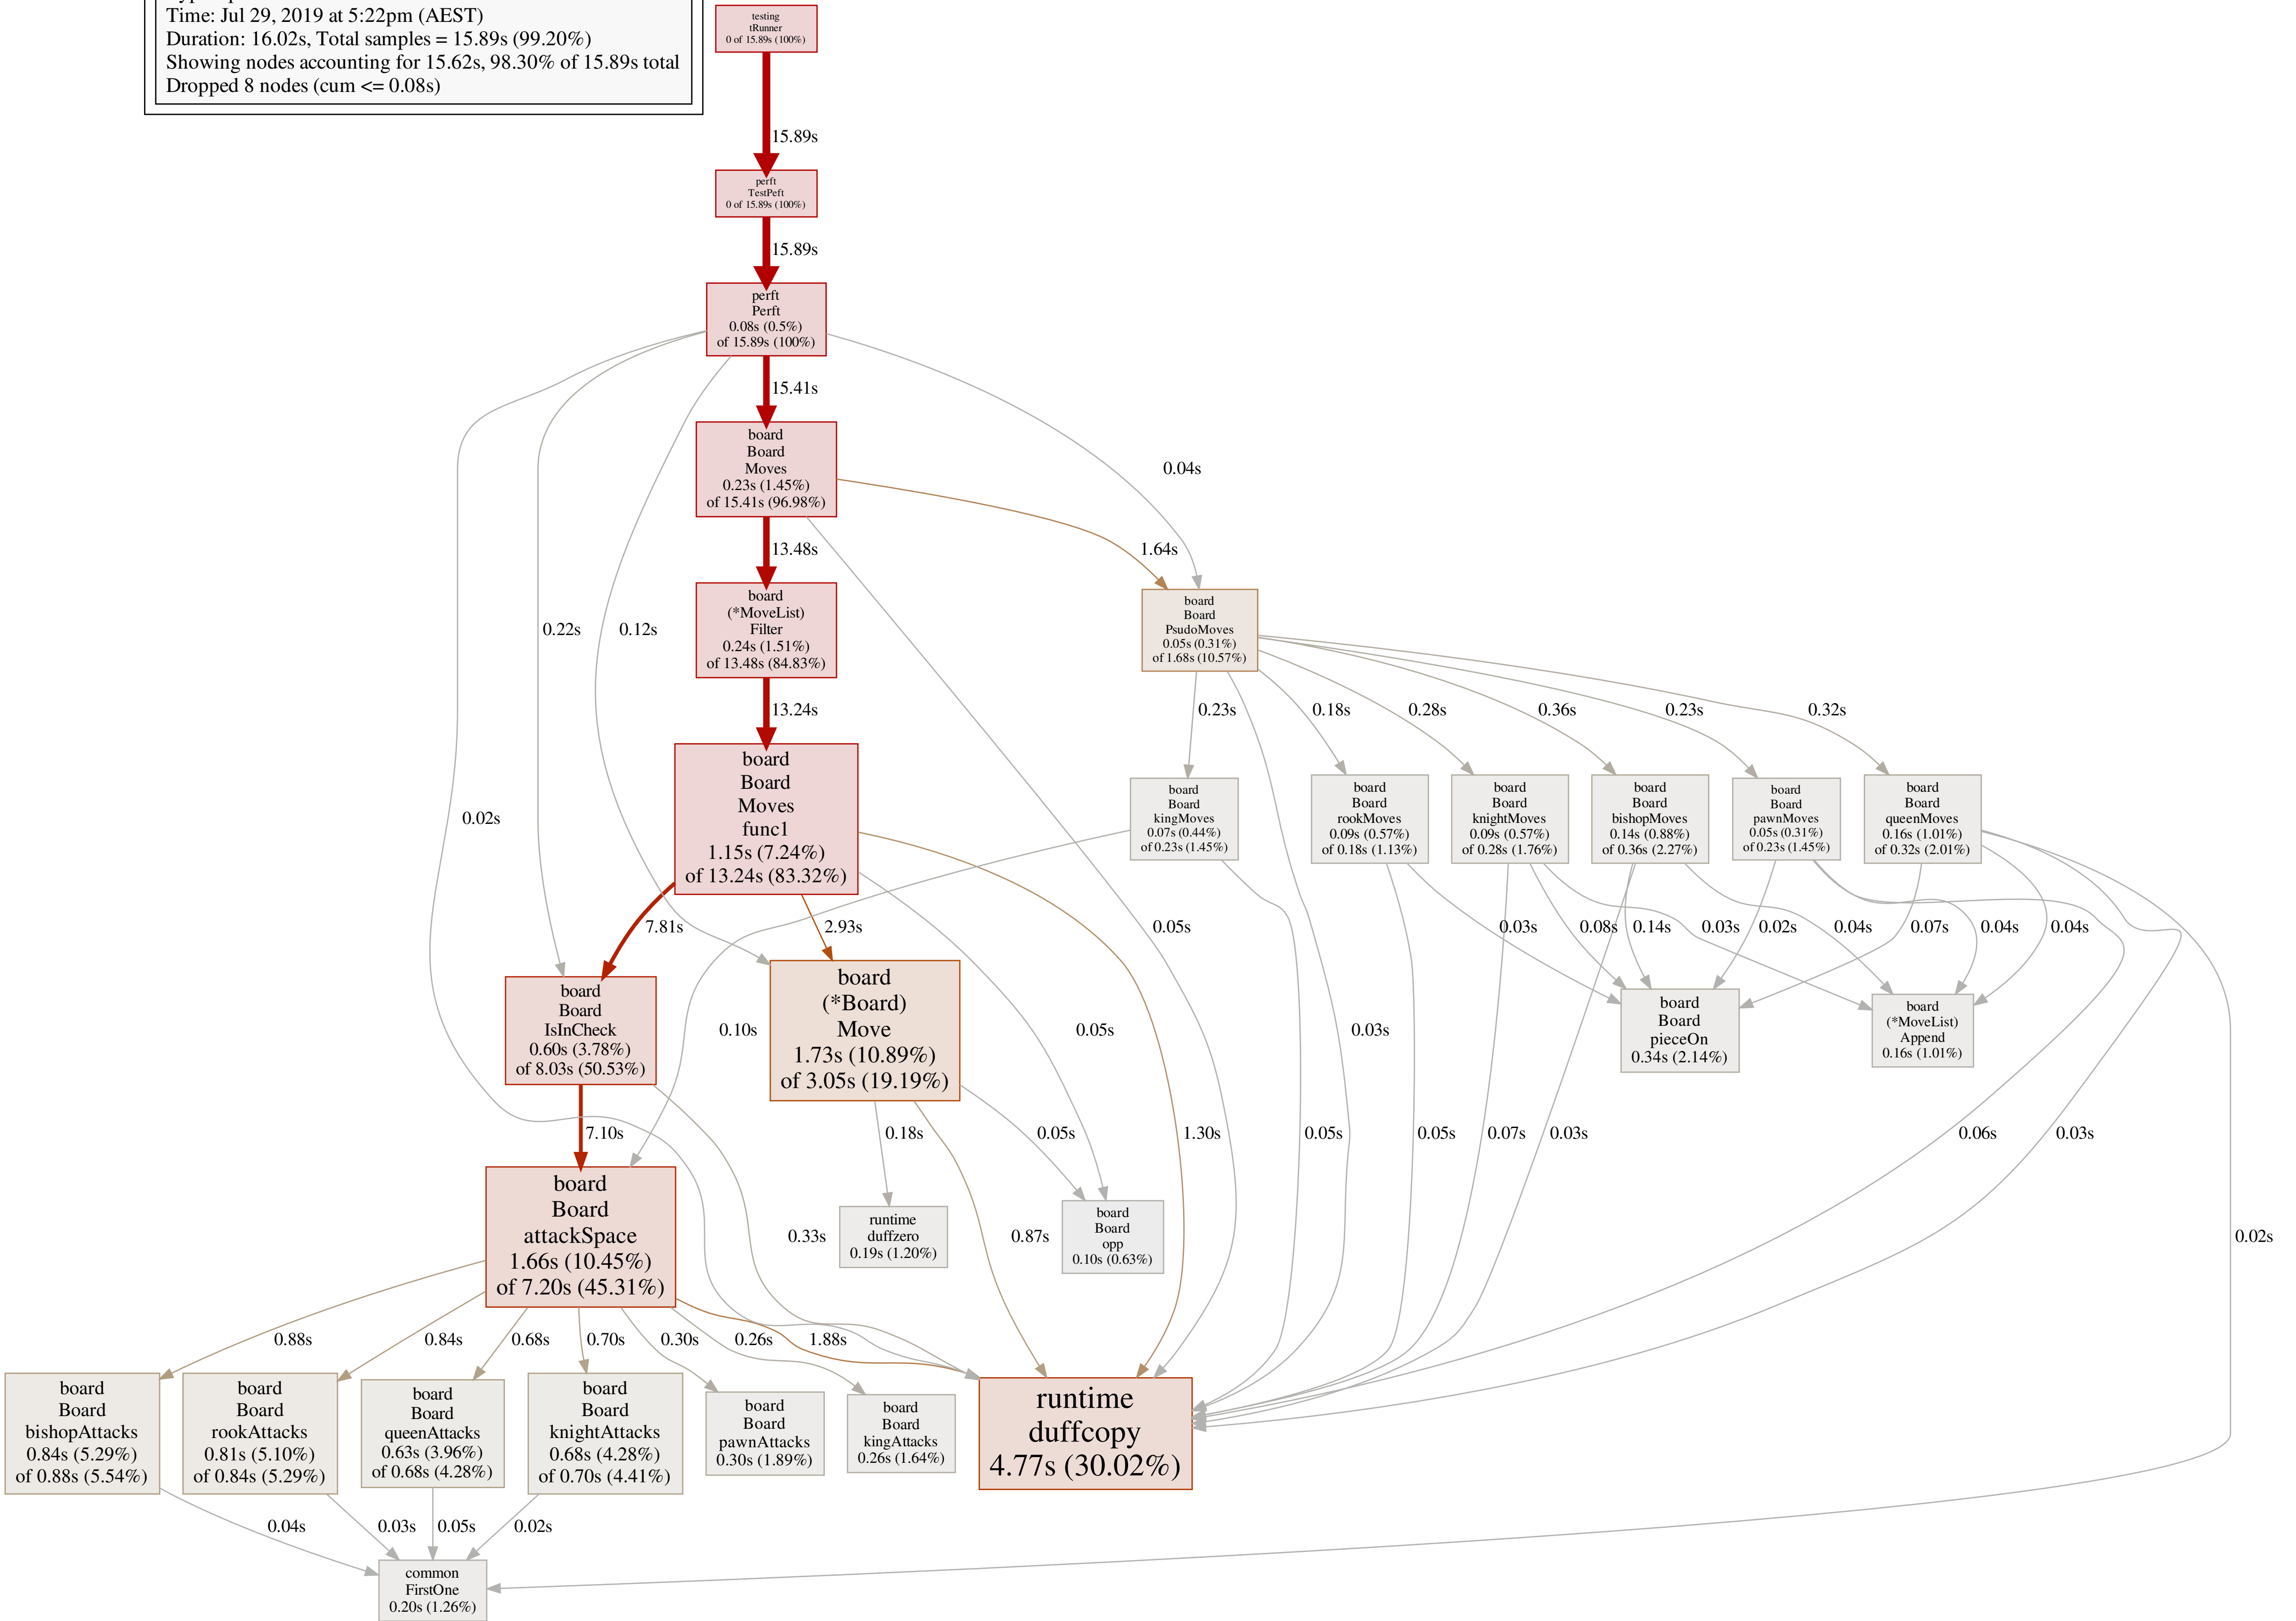 Time: Jul 29, 2019 at 5:22pm (AEST)
Duration: 16.02s, Total samples = 15.89s (99.20%)
Showing nodes accounting for 15.62s, 98.30% of 15.89s total
Dropped 8 nodes (cum <= 0.08s)
testing
tRunner
0 of 15.89s (100%)
15.89s
perft
TestPeft
0 of 15.89s (100%)
15.89s
perft
Perft
0.08s (0.5%)
of 15.89s (100%)
15.41s
board
Board
Moves
0.23s (1.45%)
of 15.41s (96.98%)
0.04s
13.48s
1.64s
board
(*MoveList)
Filter
0.24s (1.51%)
of 13.48s (84.83%)
board
Board
PsudoMoves
0.05s (0.31%)
of 1.68s (10.57%)
0.22s
0.12s
13.24s
0.23s
0.18s
0.28s
0.36s
0.23s
0.32s
board
Board
Moves
func1
1.15s (7.24%)
of 13.24s (83.32%)
board
Board
kingMoves
0.07s (0.44%)
of 0.23s (1.45%)
board
Board
rookMoves
0.09s (0.57%)
of 0.18s (1.13%)
board
Board
knightMoves
0.09s (0.57%)
of 0.28s (1.76%)
board
Board
bishopMoves
0.14s (0.88%)
of 0.36s (2.27%)
board
Board
pawnMoves
0.05s (0.31%)
of 0.23s (1.45%)
board
Board
queenMoves
0.16s (1.01%)
of 0.32s (2.01%)
0.02s
7.81s
2.93s
0.05s
0.03s
0.08s
0.14s
0.03s
0.02s
0.04s
0.07s
0.04s
0.04s
board
Board
IsInCheck
0.60s (3.78%)
of 8.03s (50.53%)
board
(*Board)
Move
1.73s (10.89%)
of 3.05s (19.19%)
board
Board
pieceOn
0.34s (2.14%)
board
(*MoveList)
Append
0.16s (1.01%)
0.10s
0.05s
0.03s
7.10s
0.18s
0.05s
1.30s
0.05s
0.05s
0.07s
0.03s
0.06s
0.03s
board
Board
attackSpace
1.66s (10.45%)
of 7.20s (45.31%)
runtime
duffzero
0.19s (1.20%)
board
Board
opp
0.10s (0.63%)
0.33s
0.87s
0.02s
0.88s
0.84s
0.68s
0.70s
0.30s
0.26s
1.88s
board
Board
bishopAttacks
0.84s (5.29%)
of 0.88s (5.54%)
board
Board
rookAttacks
0.81s (5.10%)
of 0.84s (5.29%)
board
Board
queenAttacks
0.63s (3.96%)
of 0.68s (4.28%)
board
Board
knightAttacks
0.68s (4.28%)
of 0.70s (4.41%)
board
Board
pawnAttacks
0.30s (1.89%)
board
Board
kingAttacks
0.26s (1.64%)
runtime
duffcopy
4.77s (30.02%)
0.04s
0.03s
0.05s
0.02s
common
FirstOne
0.20s (1.26%)